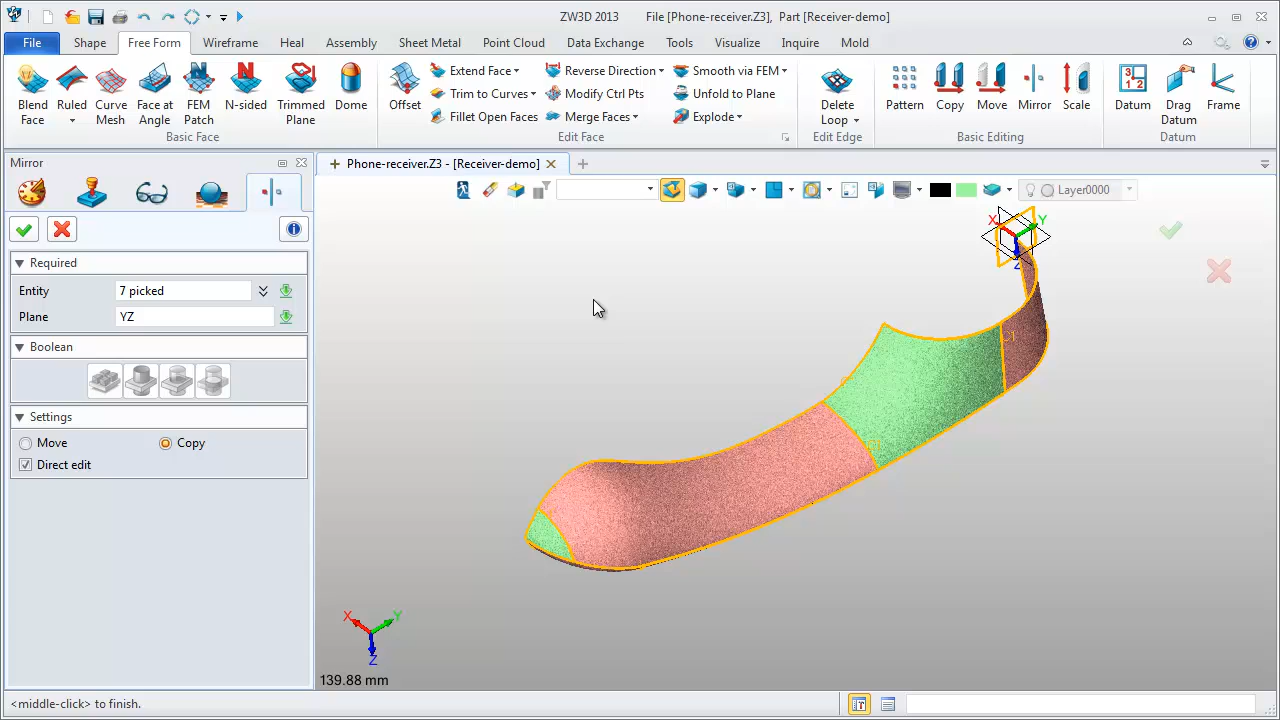 ZW3D 2013 File [Phone-receiver.Z3], Part [Receiver-demo]
File Shape Free Form Wireframe Heal Assembly Sheet Metal Point Cloud Data Exchange Tools Visualize Inquire Mold
Blend Face
Ruled
Curve Mesh
Face at Angle
FEM Patch
N-sided
Trimmed Plane
Dome
Basic Face
Offset
Extend Face
Trim to Curves
Fillet Open Faces
Reverse Direction
Modify Ctrl Pts
Merge Faces
Smooth via FEM
Unfold to Plane
Explode
Edit Face
Delete Loop
Edit Edge
Pattern
Copy
Move
Mirror
Scale
Basic Editing
Datum
Drag Datum
Frame
Datum
Mirror
Phone-receiver.Z3 - [Receiver-demo]
Layer0000
Required
Entity 7 picked
Plane YZ
Boolean
Settings
Move Copy
Direct edit
X Y
Z
X Y
Z
139.88 mm
<middle-click> to finish.